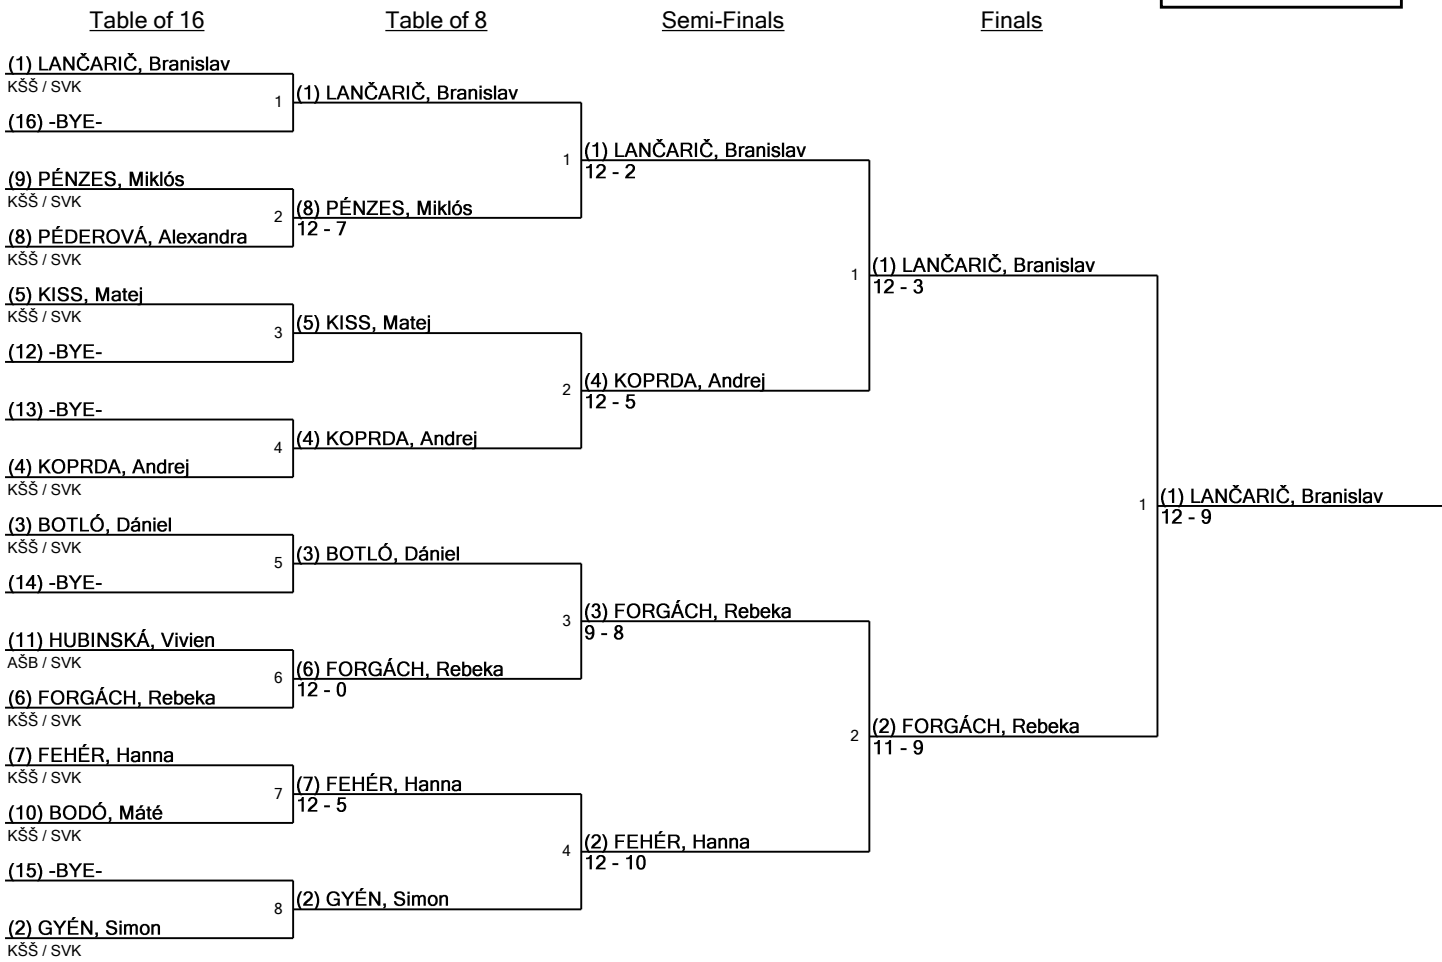 Table of 16
Table of 8
Semi-Finals
Finals
(1) LANČARIČ, Branislav
KŠŠ / SVK
1
(16) -BYE-
(9) PÉNZES, Miklós
KŠŠ / SVK
2
(8) PÉDEROVÁ, Alexandra
KŠŠ / SVK
(5) KISS, Matej
KŠŠ / SVK
3
(12) -BYE-
(13) -BYE-
4
(4) KOPRDA, Andrej
KŠŠ / SVK
(3) BOTLÓ, Dániel
KŠŠ / SVK
5
(14) -BYE-
(11) HUBINSKÁ, Vivien
AŠB / SVK
6
(6) FORGÁCH, Rebeka
KŠŠ / SVK
(7) FEHÉR, Hanna
KŠŠ / SVK
7
(10) BODÓ, Máté
KŠŠ / SVK
(15) -BYE-
8
(2) GYÉN, Simon
KŠŠ / SVK
(1) LANČARIČ, Branislav
1
(8) PÉNZES, Miklós
12 - 7
(5) KISS, Matej
2
(4) KOPRDA, Andrej
(3) BOTLÓ, Dániel
3
(6) FORGÁCH, Rebeka
12 - 0
(7) FEHÉR, Hanna
12 - 5
4
(2) GYÉN, Simon
(1) LANČARIČ, Branislav
12 - 2
1
(4) KOPRDA, Andrej
12 - 5
(3) FORGÁCH, Rebeka
9 - 8
2
(2) FEHÉR, Hanna
12 - 10
(1) LANČARIČ, Branislav
12 - 3
1
(2) FORGÁCH, Rebeka
11 - 9
(1) LANČARIČ, Branislav
12 - 9